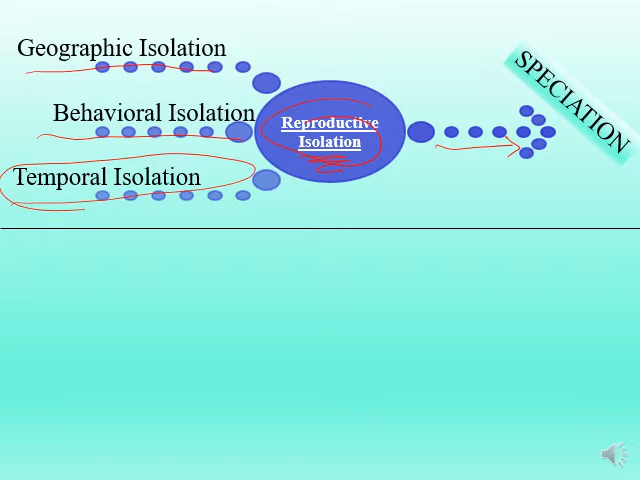 Geographic Isolation
Behavioral Isolation
Temporal Isolation
Reproductive
Isolation
SPECIATION